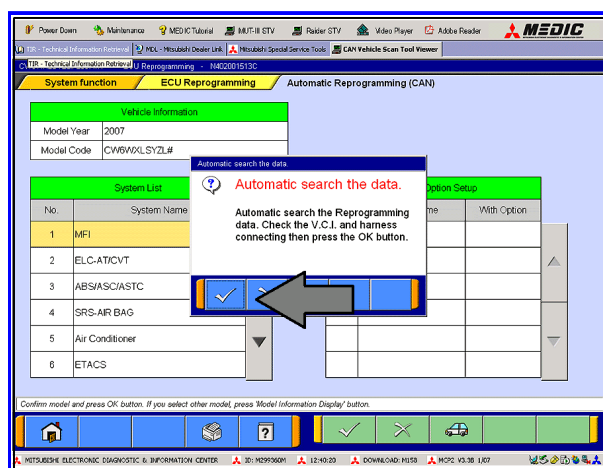 Power Down Maintenance MEDIC Tutorial MUT-III STV Raider STV Video Player Adobe Reader MEDIC
TIR - Technical Information Retrieval MDL - Mitsubishi Dealer Link Mitsubishi Special Service Tools CAN Vehicle Scan Tool Viewer
TIR - Technical Information Retrieval U Reprogramming - N402001513C
System function ECU Reprogramming Automatic Reprogramming (CAN)
Vehicle Information
Model Year 2007
Model Code CW6WXLSYZL#
Automatic search the data.
Automatic search the data.
Automatic search the Reprogramming
data. Check the V.C.I. and harness
connecting then press the OK button.
System List Option Setup
No. System Name me With Option
1 MFI
2 ELC-AT/CVT
3 ABS/ASC/ASTC
4 SRS-AIR BAG
5 Air Conditioner
6 ETACS
Confirm model and press OK button. If you select other model, press 'Model Information Display' button.
MITSUBISHI ELECTRONIC DIAGNOSTIC & INFORMATION CENTER ID: M299360M 12:40:20 DOWNLOAD: M158 MCP2 V3.38 1/07